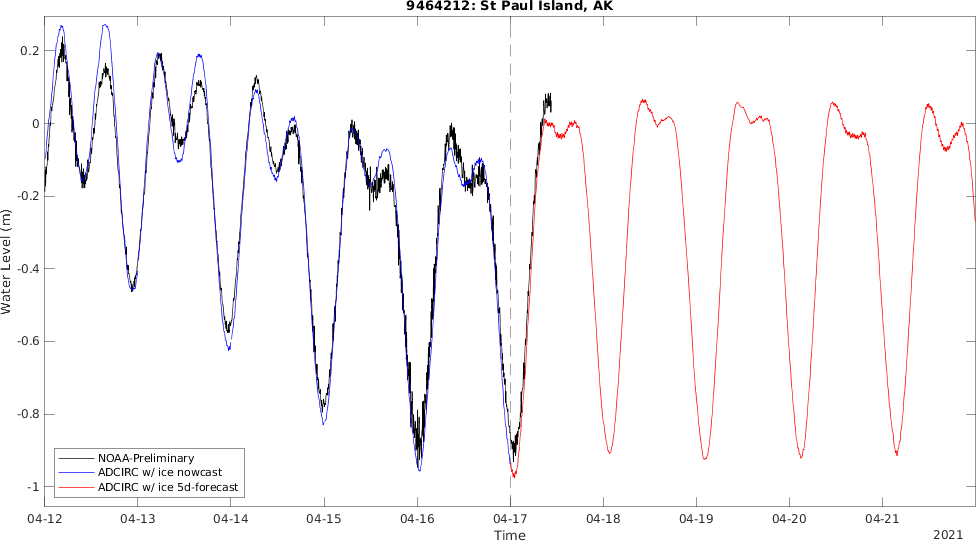 9464212: St Paul Island, AK
Water Level (m)
0.2
0
-0.2
-0.4
-0.6
-0.8
-1
NOAA-Preliminary
ADCIRC w/ ice nowcast
ADCIRC w/ ice 5d-forecast
04-12 04-13 04-14 04-15 04-16 04-17 04-18 04-19 04-20 04-21
Time
2021